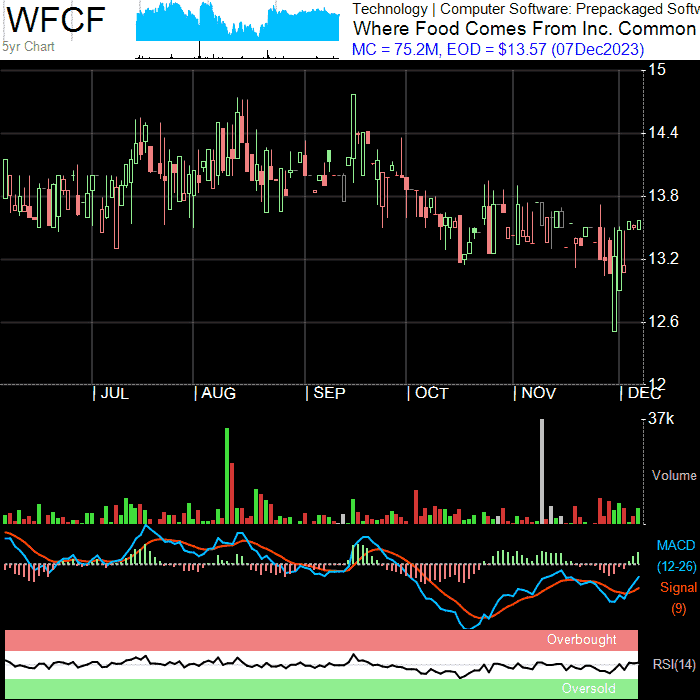 WFCF
5yr Chart
Technology | Computer Software: Prepackaged Softw
Where Food Comes From Inc. Common
MC = 75.2M, EOD = $13.57 (07Dec2023)
15
14.4
13.8
13.2
12.6
12
JUL
AUG
SEP
OCT
NOV
DEC
37k
Volume
MACD
(12-26)
Signal
(9)
Overbought
RSI(14)
Oversold